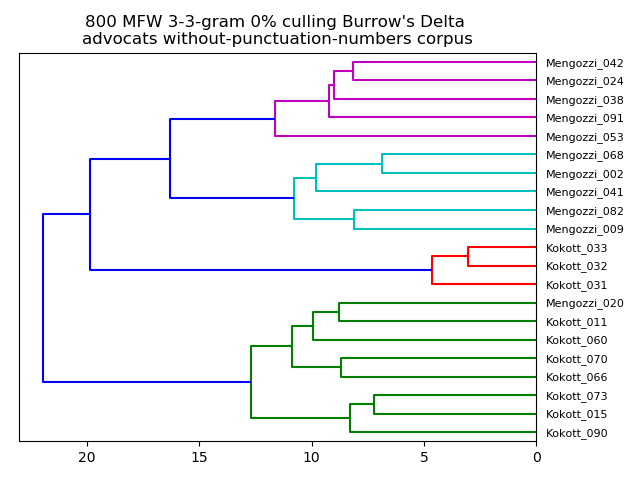 800 MFW 3-3-gram 0% culling Burrow's Delta
advocats without-punctuation-numbers corpus
Mengozzi_042
Mengozzi_024
Mengozzi_038
Mengozzi_091
Mengozzi_053
Mengozzi_068
Mengozzi_002
Mengozzi_041
Mengozzi_082
Mengozzi_009
Kokott_033
Kokott_032
Kokott_031
Mengozzi_020
Kokott_011
Kokott_060
Kokott_070
Kokott_066
Kokott_073
Kokott_015
Kokott_090
20 15 10 5 0